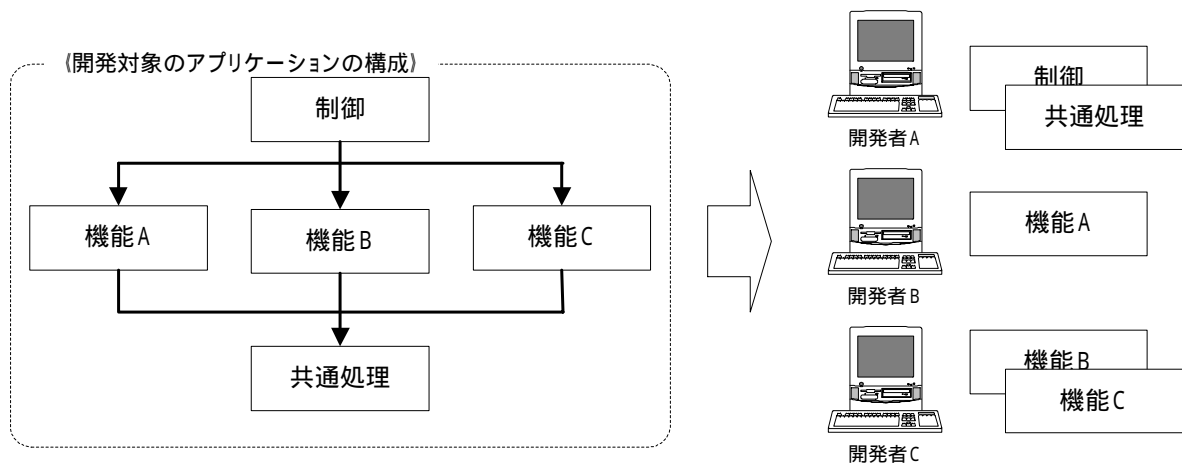 《開発対象のアプリケーションの構成》
制御
機能A
機能B
機能C
共通処理
制御
共通処理
開発者A
機能A
開発者B
機能B
機能C
開発者C